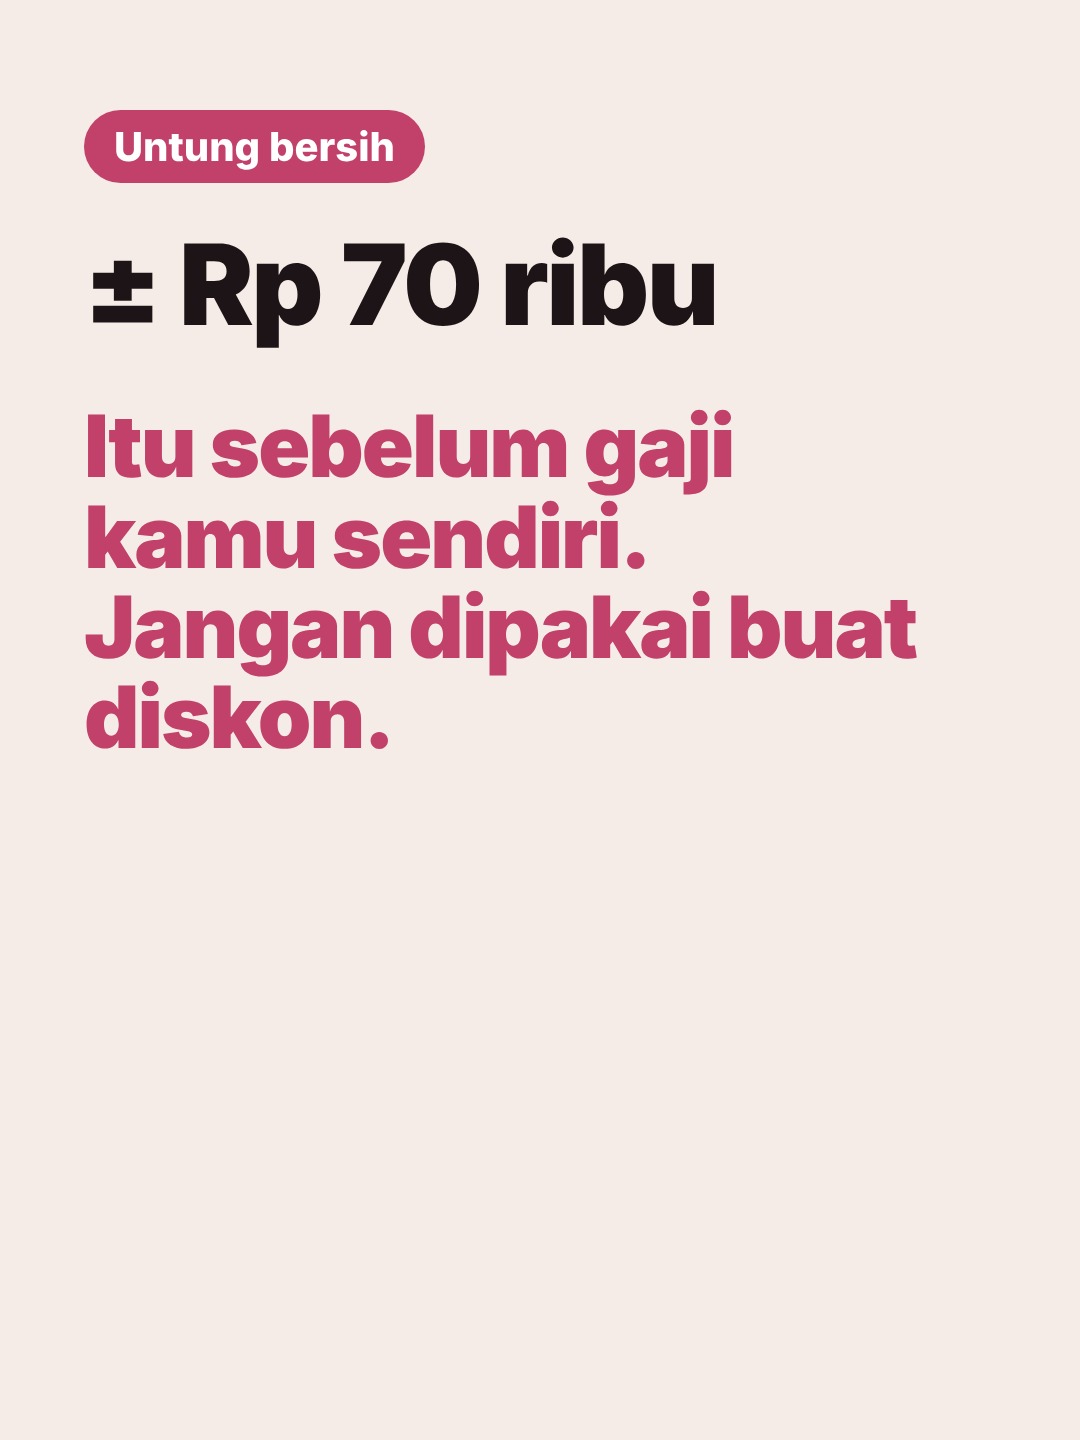 Untung bersih
± Rp 70 ribu
Itu sebelum gaji
kamu sendiri.
Jangan dipakai buat
diskon.